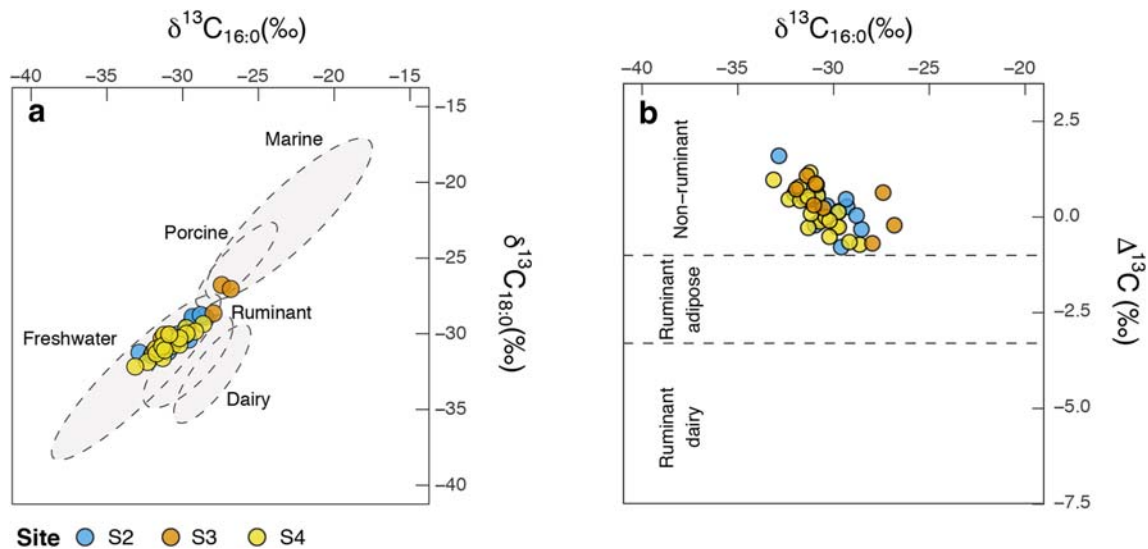 δ13C16:0(‰)
−40 −35 −30 −25 −20 −15
a
Marine
Porcine
Ruminant
Freshwater
Dairy
−15
−20
−25
−30
−35
−40
δ13C18:0(‰)
Site S2 S3 S4
δ13C16:0(‰)
−40 −35 −30 −25 −20
b
Non−ruminant
Ruminant
adipose
Ruminant
dairy
2.5
0.0
−2.5
−5.0
−7.5
Δ13C (‰)